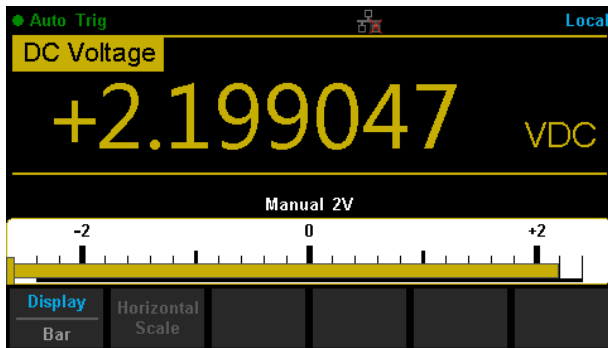 Auto Trig Local
DC Voltage
+2.199047 VDC
Manual 2V
-2 0 +2
Display Horizontal
Bar Scale